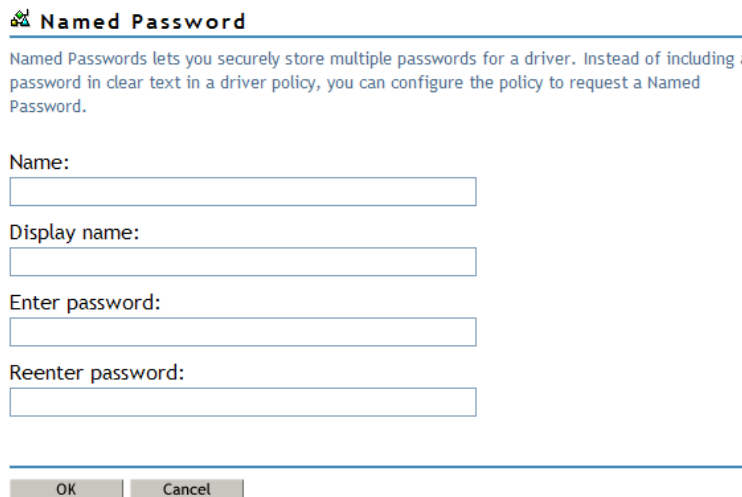 Named Password
Named Passwords lets you securely store multiple passwords for a driver. Instead of including a
password in clear text in a driver policy, you can configure the policy to request a Named
Password.
Name:
Display name:
Enter password:
Reenter password:
OK Cancel